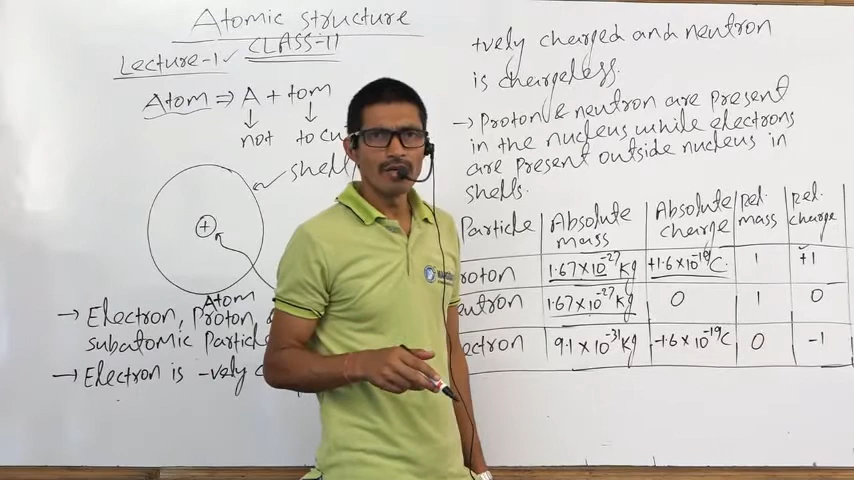 Atomic structure
Lecture-1 CLASS-11
Atom ⇒ A + tom
not to cu
shell
+
Atom
→ Electron, Proton
subatomic Particle
→ Electron is -vely c
+vely charged and neutron
is chargeless.
→ Proton & neutron are present
in the nucleus while electrons
are present outside nucleus in
shells.
Particle Absolute mass Absolute charge Rel. mass Rel. charge
roton 1.67×10⁻²⁷ Kg +1.6×10⁻¹⁹ C 1 +1
eutron 1.67×10⁻²⁷ Kg 0 1 0
ectron 9.1×10⁻³¹ Kg -1.6×10⁻¹⁹ C 0 -1